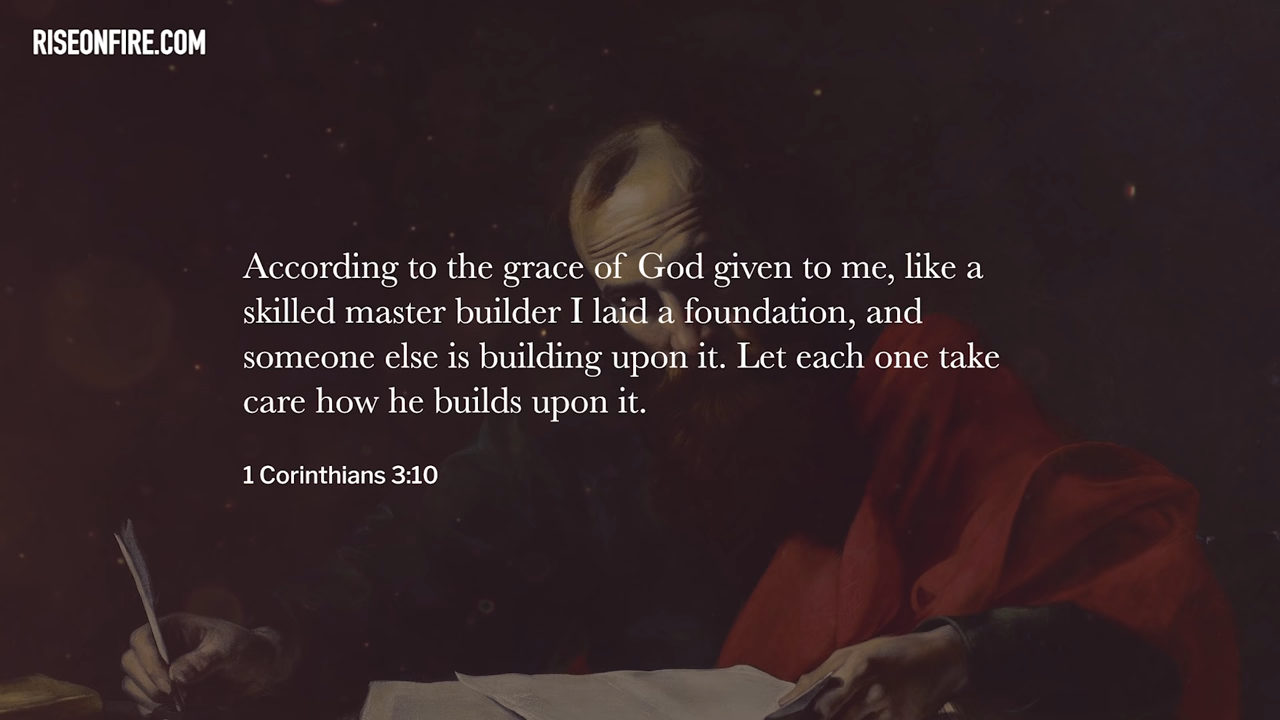 RISEONFIRE.COM
According to the grace of God given to me, like a
skilled master builder I laid a foundation, and
someone else is building upon it. Let each one take
care how he builds upon it.
1 Corinthians 3:10